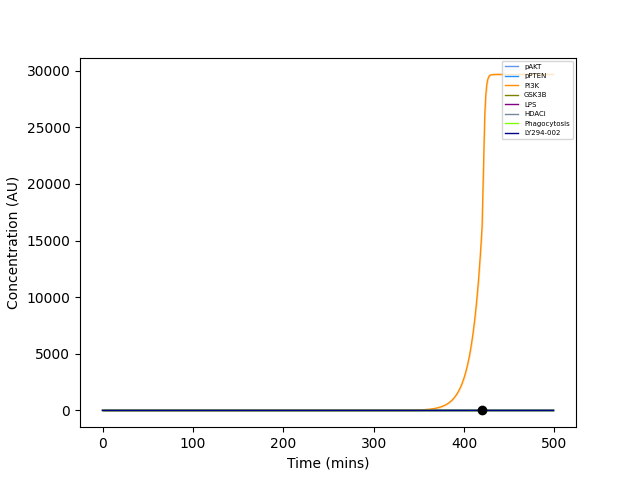 30000
25000
20000
15000
10000
5000
0
Concentration (AU)
0 100 200 300 400 500
Time (mins)
pAKT
pPTEN
PI3K
GSK3B
LPS
HDACi
Phagocytosis
LY294-002